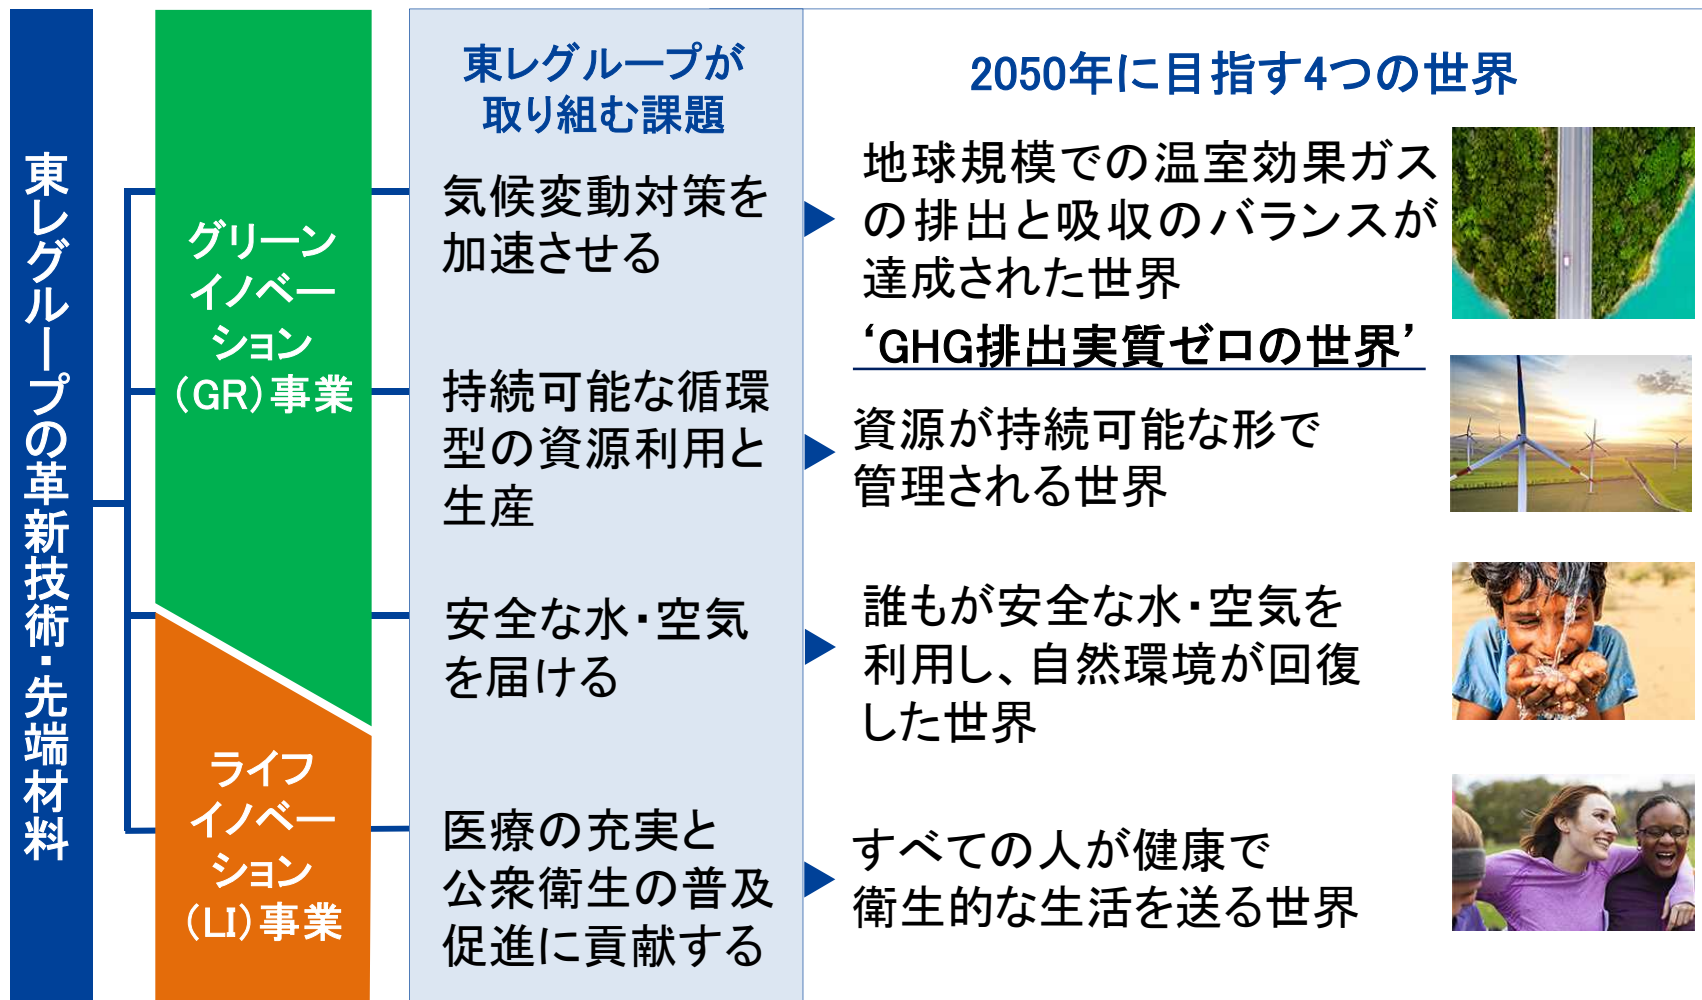 東レグループの革新技術・先端材料
グリーン
イノベー
ション
（GR）事業
ライフ
イノベー
ション
（LI）事業
東レグループが
取り組む課題
気候変動対策を
加速させる
持続可能な循環
型の資源利用と
生産
安全な水・空気
を届ける
医療の充実と
公衆衛生の普及
促進に貢献する
2050年に目指す4つの世界
地球規模での温室効果ガス
の排出と吸収のバランスが
達成された世界
‘GHG排出実質ゼロの世界’
資源が持続可能な形で
管理される世界
誰もが安全な水・空気を
利用し、自然環境が回復
した世界
すべての人が健康で
衛生的な生活を送る世界